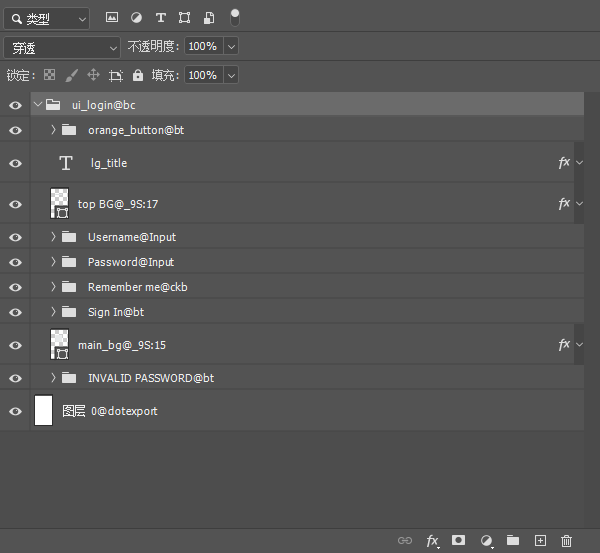 类型
穿透 不透明度: 100%
锁定: 填充: 100%
ui_login@bc
orange_button@bt
T lg_title fx
top BG@_9S:17 fx
Username@Input
Password@Input
Remember me@ckb
Sign In@bt
main_bg@_9S:15 fx
INVALID PASSWORD@bt
图层 0@dotexport
fx